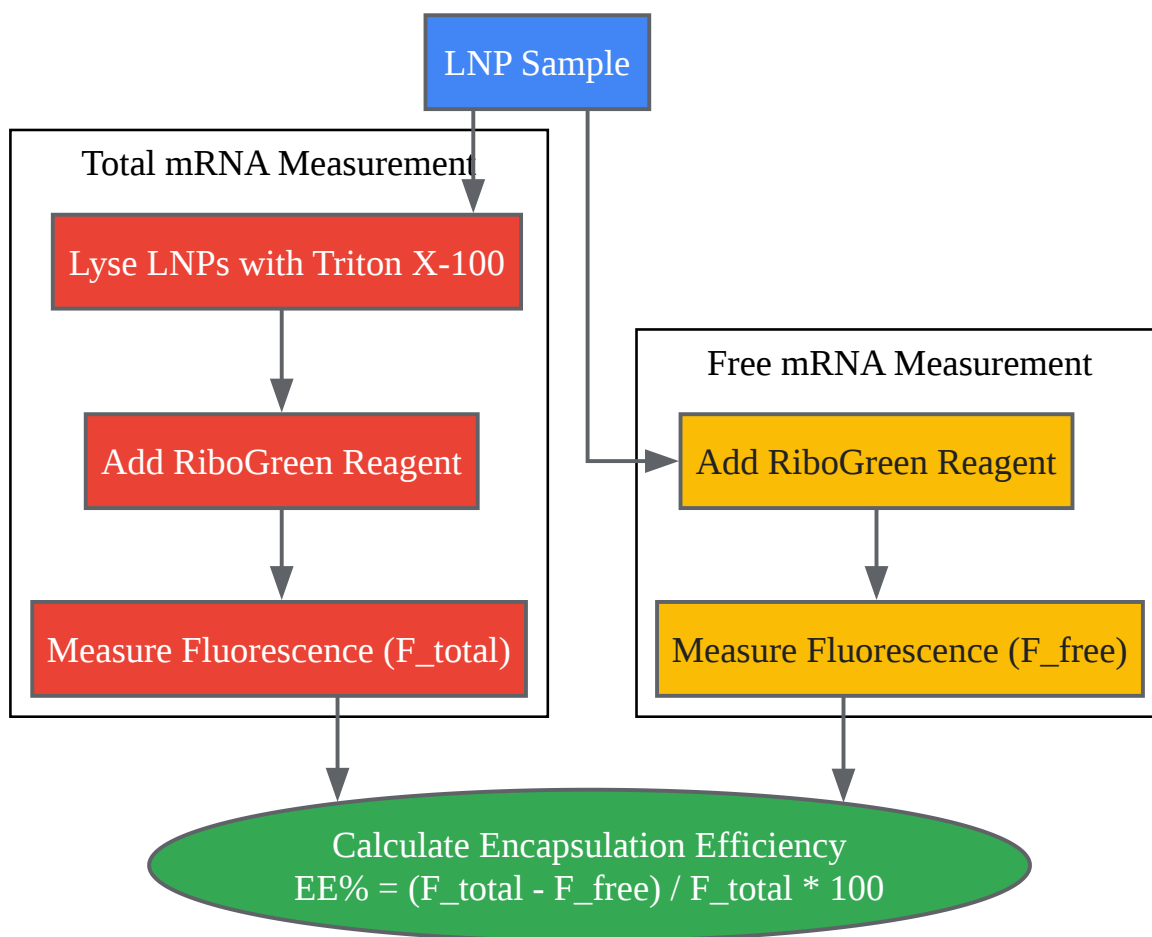 LNP Sample
Total mRNA Measurement
Lyse LNPs with Triton X-100
Add RiboGreen Reagent
Measure Fluorescence (F_total)
Free mRNA Measurement
Add RiboGreen Reagent
Measure Fluorescence (F_free)
Calculate Encapsulation Efficiency
EE% = (F_total - F_free) / F_total * 100